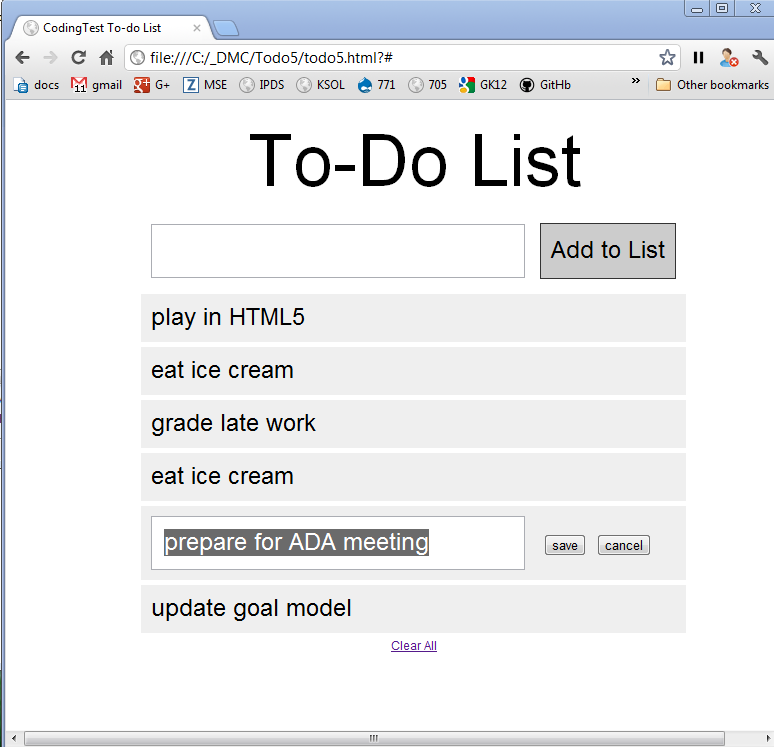 CodingTest To-do List
file:///C:/_DMC/Todo5/todo5.html?#
docs 11 gmail G+ Z MSE IPDS KSOL 771 705 GK12 GitHb » Other bookmarks
To-Do List
Add to List
play in HTML5
eat ice cream
grade late work
eat ice cream
prepare for ADA meeting save cancel
update goal model
Clear All